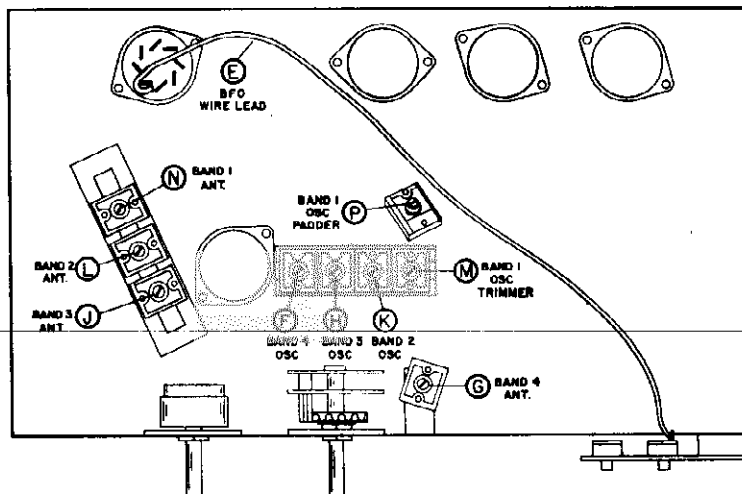 E
BFO
WIRE LEAD
N BAND 1
ANT.
BAND 1
OSC P
PADDER
BAND 2 L
ANT.
M BAND 1
OSC
TRIMMER
BAND 3 J
ANT.
F H K
BAND 4 BAND 3 BAND 2
OSC OSC OSC
G BAND 4
ANT.